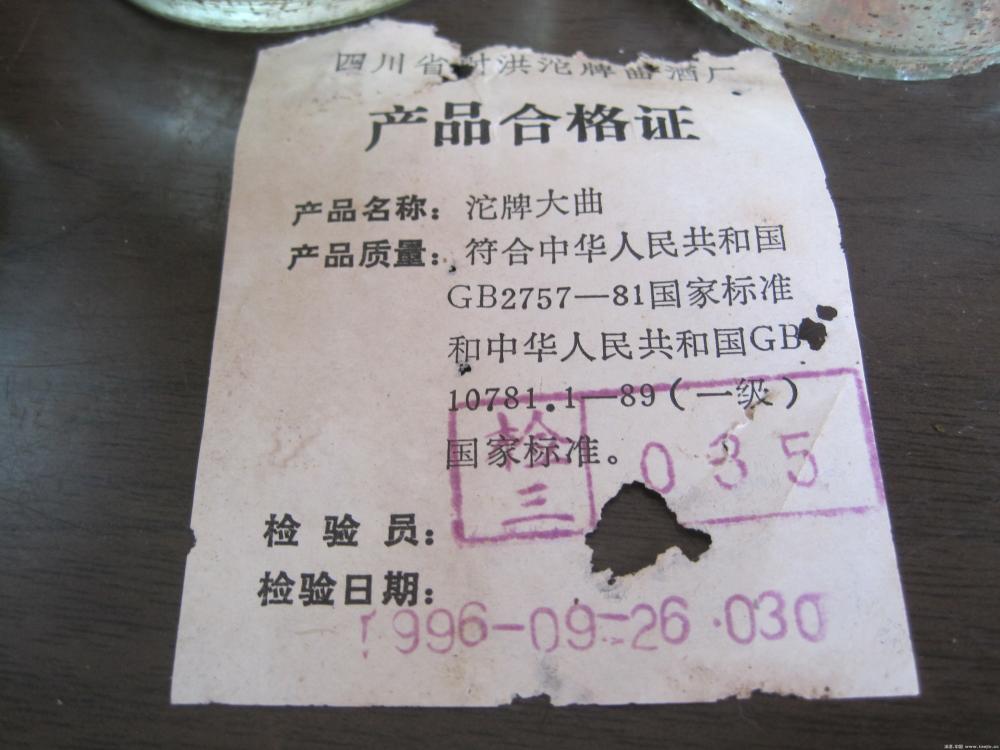 四川省射洪沱牌曲酒厂
产品合格证
产品名称：沱牌大曲
产品质量：符合中华人民共和国
GB2757—81国家标准
和中华人民共和国GB
10781.1—89（一级）
国家标准。
检三 035
检 验 员：
检验日期：
1996-09-26 ·030